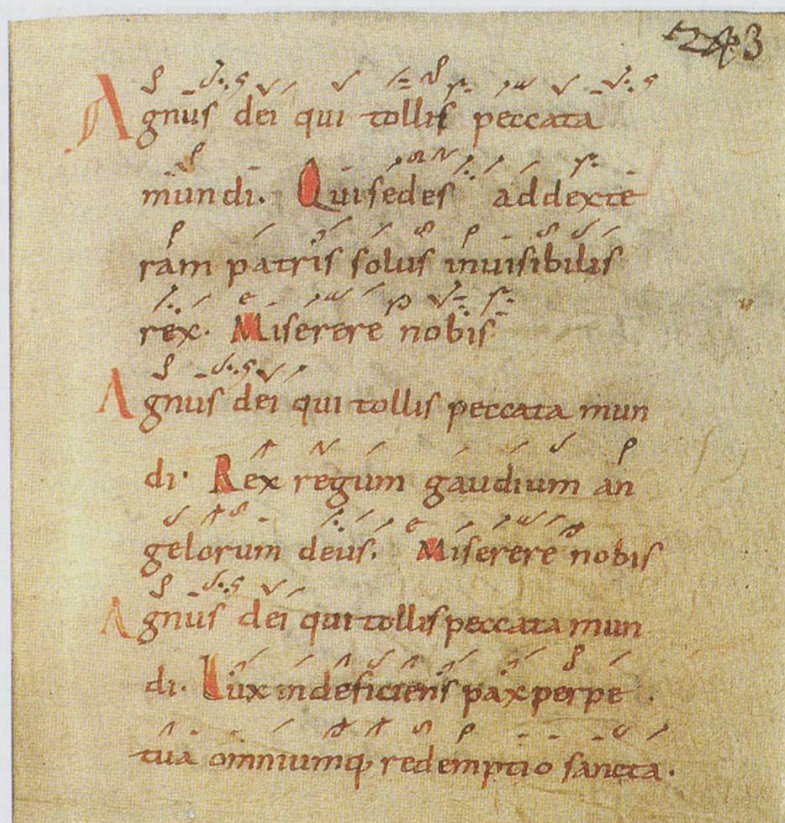 243
Agnus dei qui tollis peccata
mundi. Qui sedes ad dexte
ram patris solus inuisibilis
rex. Miserere nobis
Agnus dei qui tollis peccata mun
di. Rex regum gaudium an
gelorum deus. Miserere nobis
Agnus dei qui tollis peccata mun
di. Lux indeficiens pax perpe
tua omniumq; redemptio sancta.